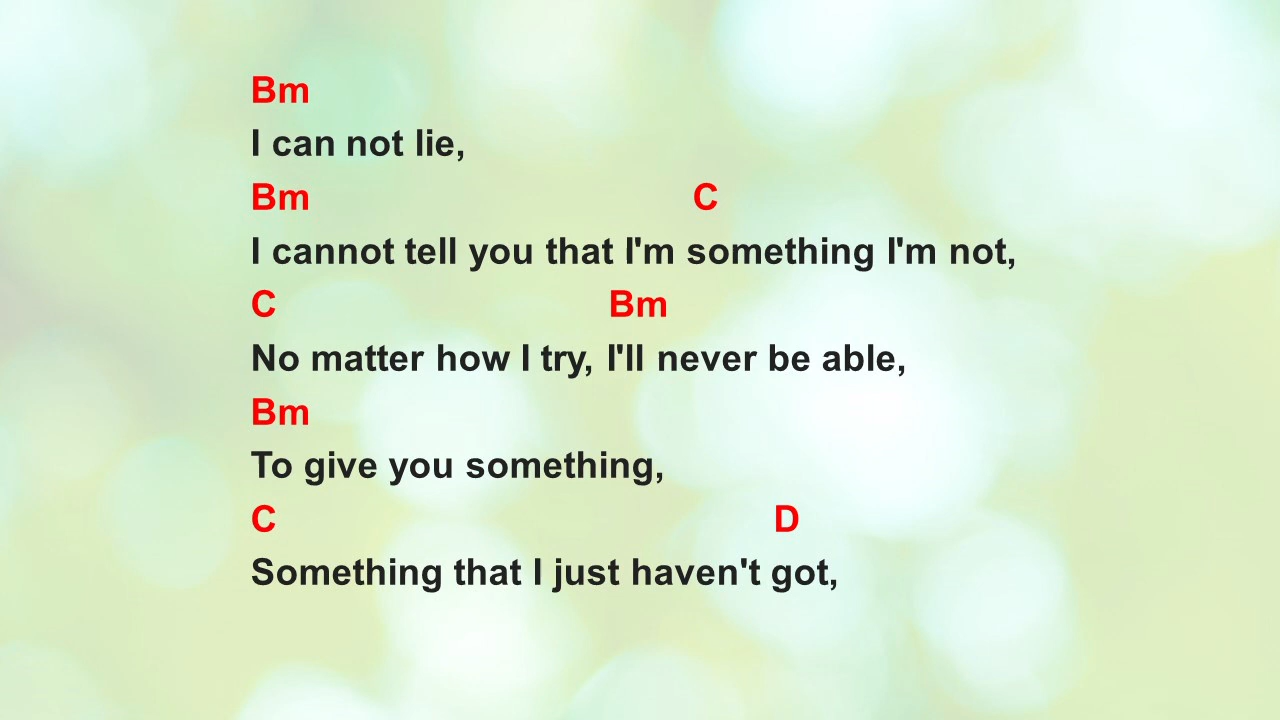 Bm
I can not lie,
Bm C
I cannot tell you that I'm something I'm not,
C Bm
No matter how I try, I'll never be able,
Bm
To give you something,
C D
Something that I just haven't got,